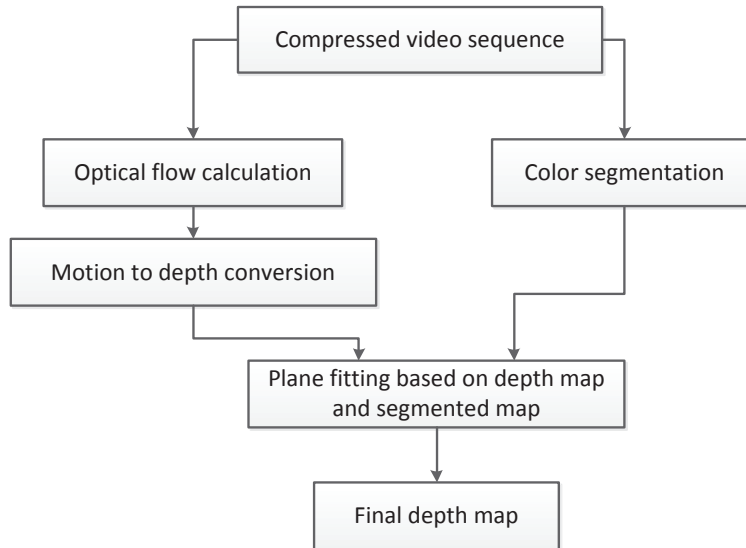 Compressed video sequence
Optical flow calculation
Color segmentation
Motion to depth conversion
Plane fitting based on depth map
and segmented map
Final depth map